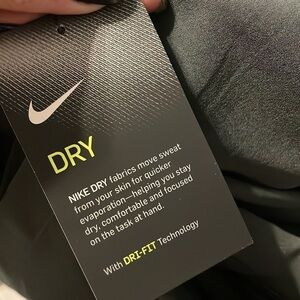 DRY
NIKE DRY fabrics move sweat
from your skin for quicker
evaporation—helping you stay
dry, comfortable and focused
on the task at hand.
With DRI-FIT Technology